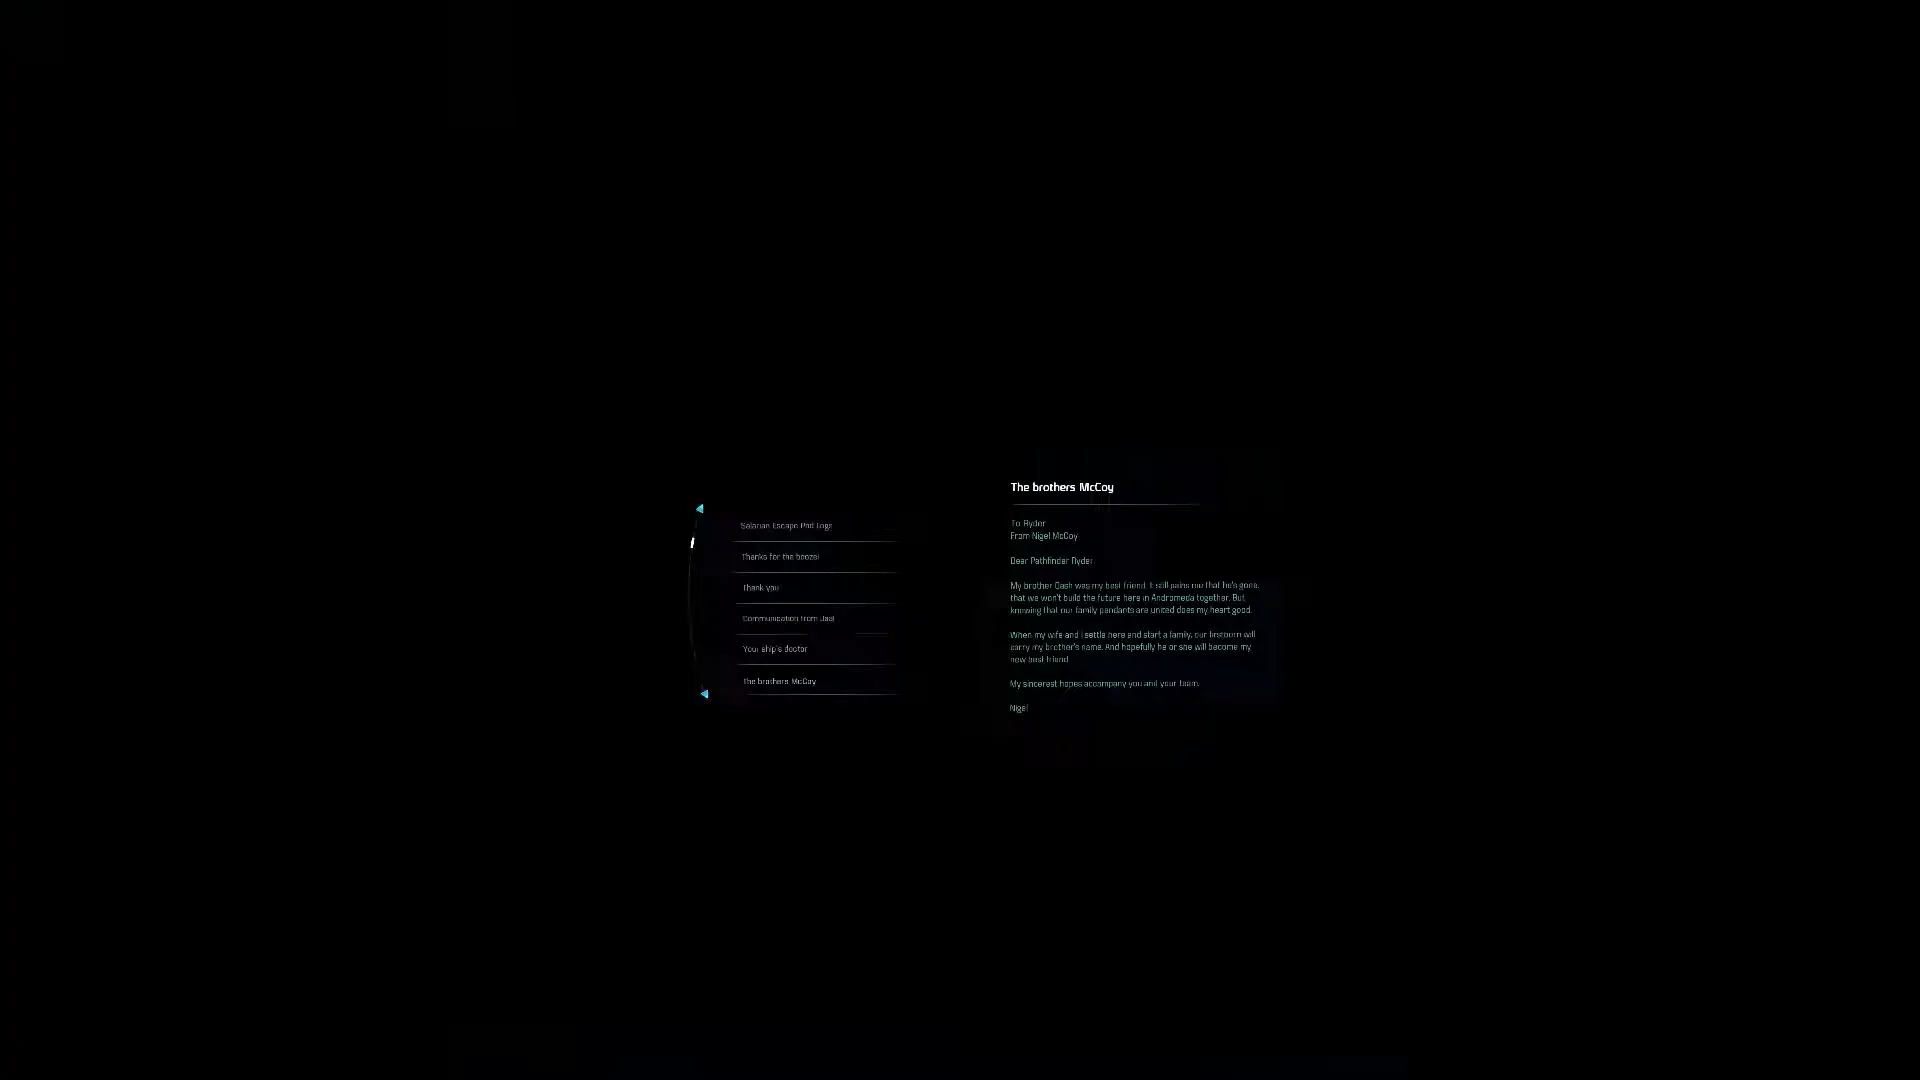 Salarian Escape Pod Logs
Thanks for the booze!
Thank you
Communication from Jaal
Your ship's doctor
The brothers McCoy
The brothers McCoy
To: Ryder
From: Nigel McCoy
Dear Pathfinder Ryder,
My brother Dash was my best friend. It still pains me that he's gone,
that we won't build the future here in Andromeda together. But
knowing that our family pendants are united does my heart good.
When my wife and I settle here and start a family, our firstborn will
carry my brother's name. And hopefully he or she will become my
new best friend.
My sincerest hopes accompany you and your team.
Nigel